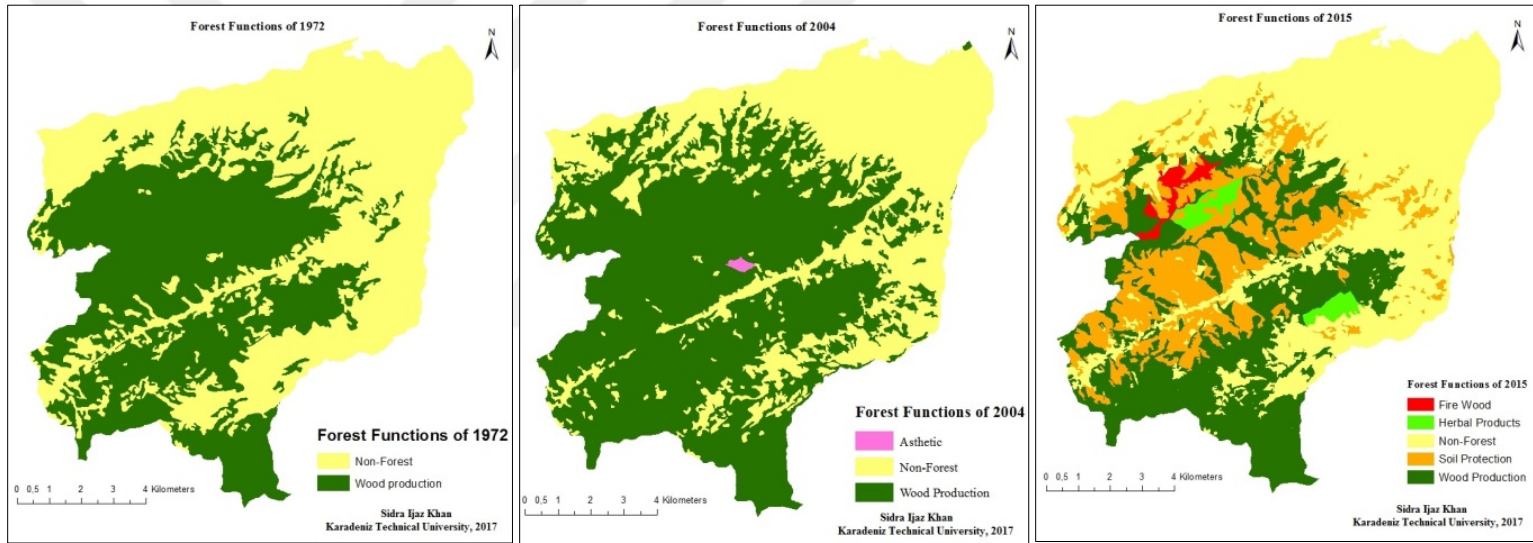 Forest Functions of 1972
N
Forest Functions of 1972
Non-Forest
Wood production
0 0,5 1 2 3 4 Kilometers
Sidra Ijaz Khan
Karadeniz Technical University, 2017
Forest Functions of 2004
N
Forest Functions of 2004
Asthetic
Non-Forest
Wood Production
0 0,5 1 2 3 4 Kilometers
Sidra Ijaz Khan
Karadeniz Technical University, 2017
Forest Functions of 2015
N
Forest Functions of 2015
Fire Wood
Herbal Products
Non-Forest
Soil Protection
Wood Production
0 0,5 1 2 3 4 Kilometers
Sidra Ijaz Khan
Karadeniz Technical University, 2017